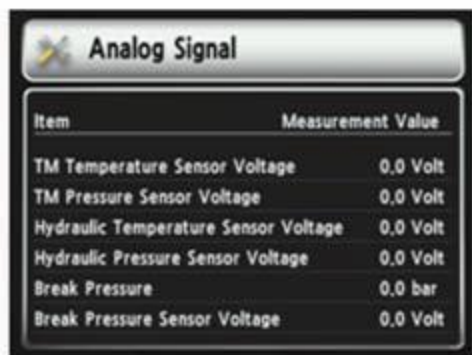 Analog Signal
Item Measurement Value
TM Temperature Sensor Voltage 0.0 Volt
TM Pressure Sensor Voltage 0.0 Volt
Hydraulic Temperature Sensor Voltage 0.0 Volt
Hydraulic Pressure Sensor Voltage 0.0 Volt
Break Pressure 0.0 bar
Break Pressure Sensor Voltage 0.0 Volt